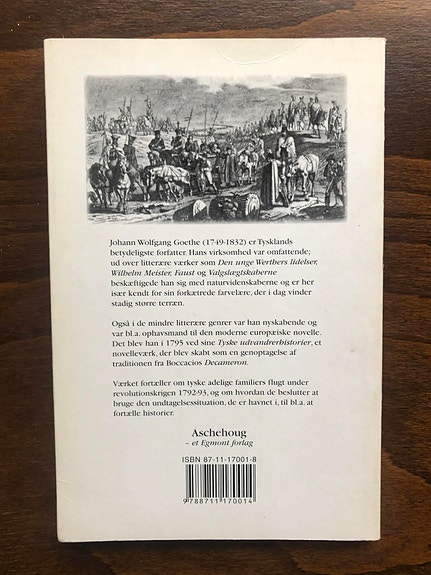 Johann Wolfgang Goethe (1749-1832) er Tysklands
betydeligste forfatter. Hans virksomhed var omfattende;
ud over litterære værker som Den unge Werthers lidelser,
Wilhelm Meister, Faust og Valgslægtskaberne
beskæftigede han sig med naturvidenskaberne og er her
især kendt for sin forkætrede farvelære, der i dag vinder
stadig større terræn.
Også i de mindre litterære genrer var han nyskabende og
var bl.a. ophavsmand til den moderne europæiske novelle.
Det blev han i 1795 ved sine Tyske udvandrerhistorier, et
novelleværk, der blev skabt som en genoptagelse af
traditionen fra Boccacios Decameron.
Værket fortæller om tyske adelige familiers flugt under
revolutionskrigen 1792-93, og om hvordan de beslutter at
bruge den undtagelsessituation, de er havnet i, til bl.a. at
fortælle historier.
Aschehoug
– et Egmont forlag
ISBN 87-11-17001-8
9 788711 170014